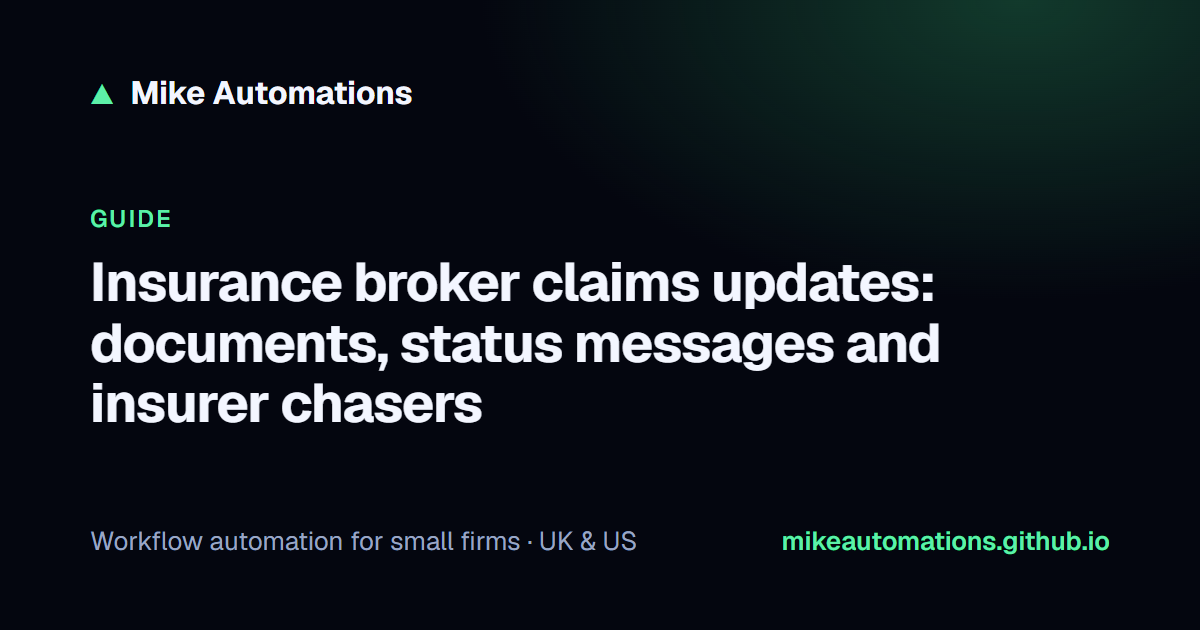 Mike Automations
GUIDE
Insurance broker claims updates:
documents, status messages and
insurer chasers
Workflow automation for small firms · UK & US
mikeautomations.github.io